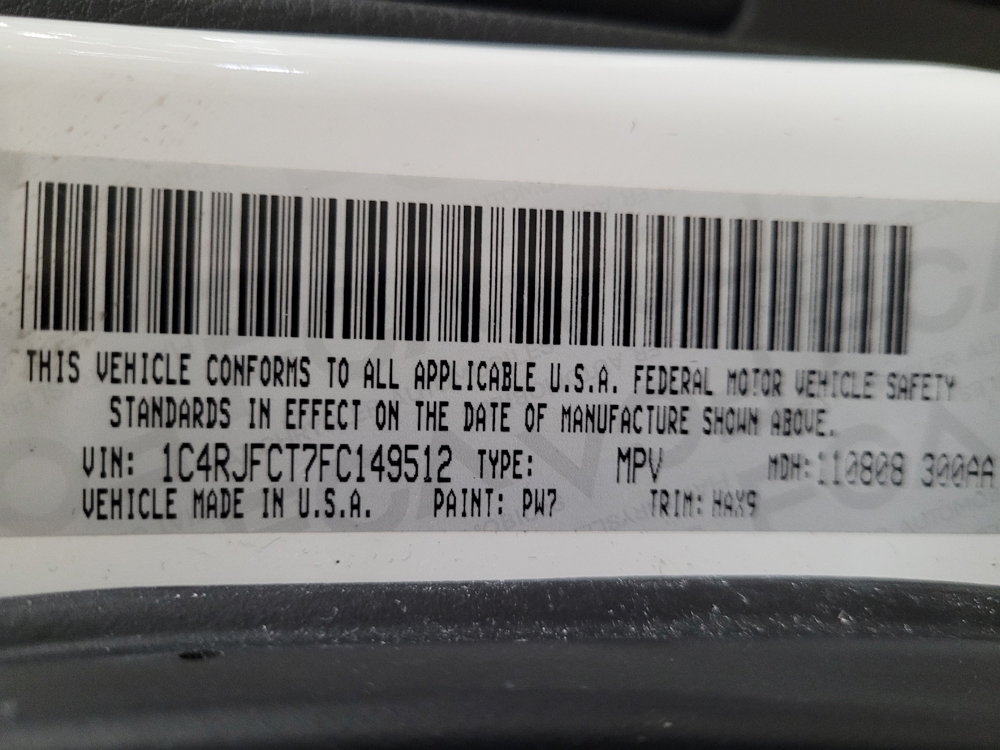 THIS VEHICLE CONFORMS TO ALL APPLICABLE U.S.A. FEDERAL MOTOR VEHICLE SAFETY
STANDARDS IN EFFECT ON THE DATE OF MANUFACTURE SHOWN ABOVE.
VIN: 1C4RJFCT7FC149512 TYPE: MPV MDH:110808 300AA
VEHICLE MADE IN U.S.A. PAINT: PW7 TRIM: HAX9